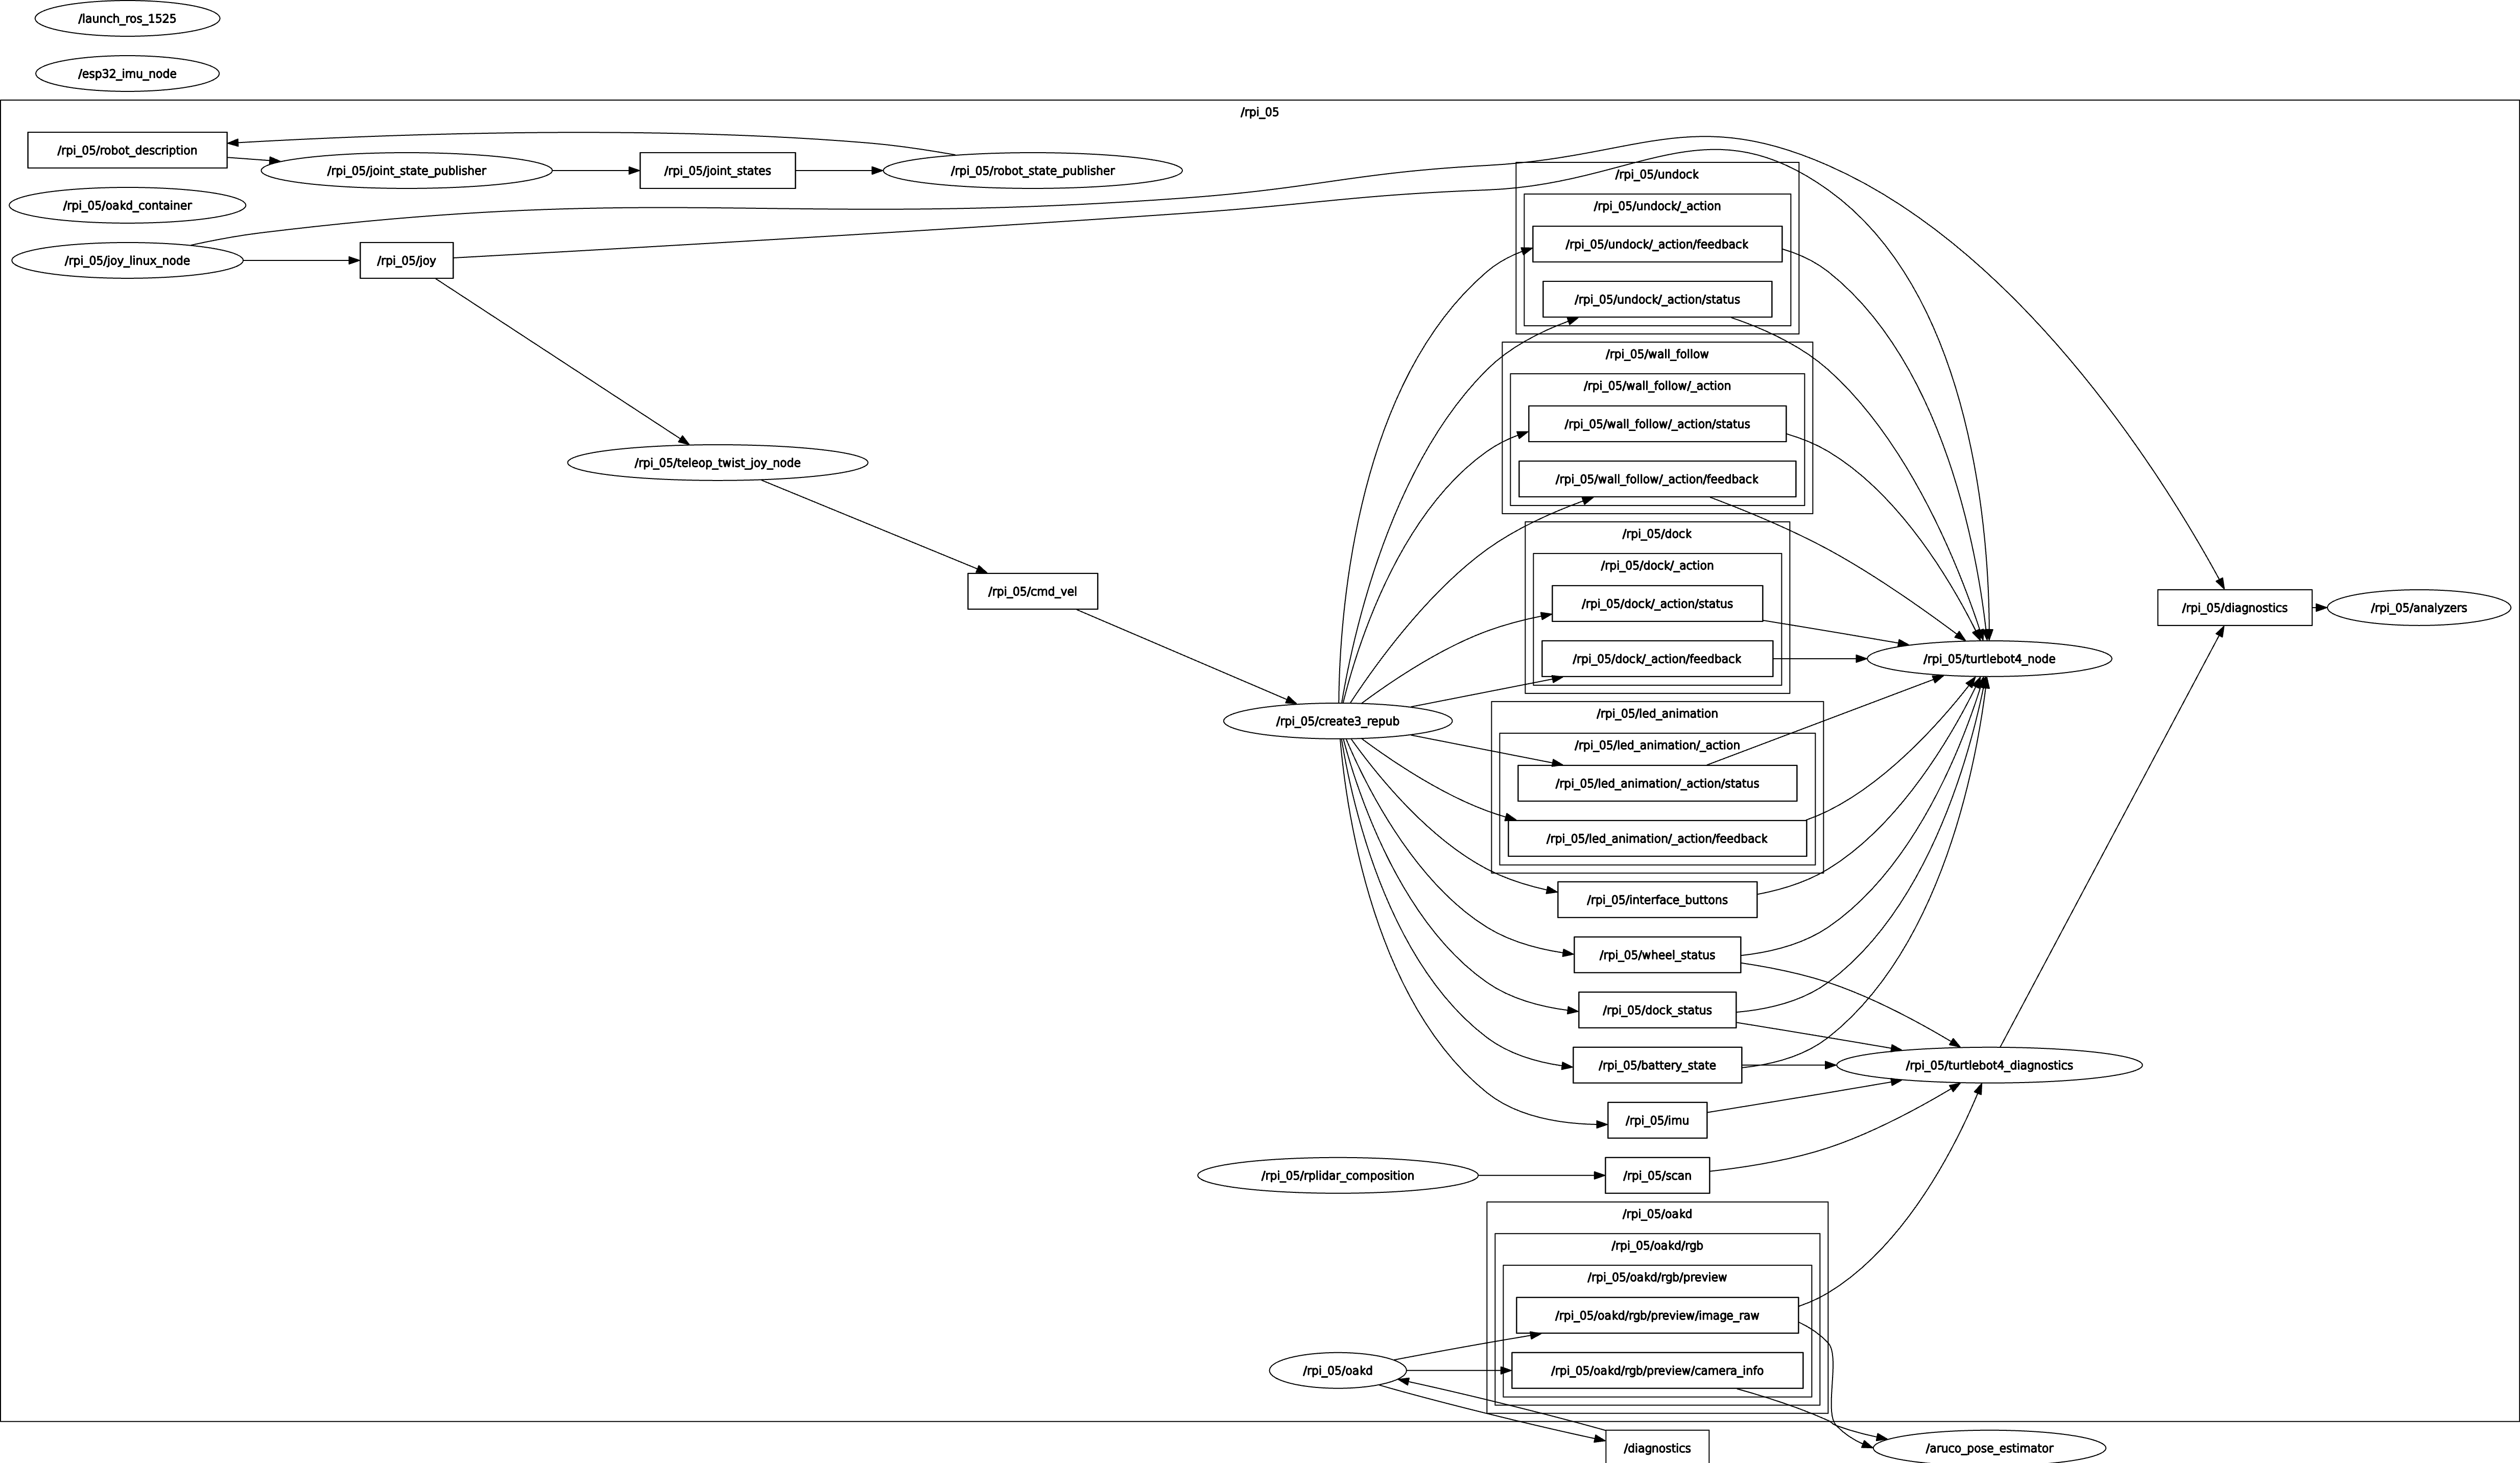 /launch_ros_1525
/esp32_imu_node
/rpi_05
/rpi_05/robot_description
/rpi_05/joint_state_publisher
/rpi_05/joint_states
/rpi_05/robot_state_publisher
/rpi_05/oakd_container
/rpi_05/joy_linux_node
/rpi_05/joy
/rpi_05/teleop_twist_joy_node
/rpi_05/cmd_vel
/rpi_05/create3_repub
/rpi_05/undock
/rpi_05/undock/_action
/rpi_05/undock/_action/feedback
/rpi_05/undock/_action/status
/rpi_05/wall_follow
/rpi_05/wall_follow/_action
/rpi_05/wall_follow/_action/status
/rpi_05/wall_follow/_action/feedback
/rpi_05/dock
/rpi_05/dock/_action
/rpi_05/dock/_action/status
/rpi_05/dock/_action/feedback
/rpi_05/led_animation
/rpi_05/led_animation/_action
/rpi_05/led_animation/_action/status
/rpi_05/led_animation/_action/feedback
/rpi_05/interface_buttons
/rpi_05/wheel_status
/rpi_05/dock_status
/rpi_05/battery_state
/rpi_05/imu
/rpi_05/rplidar_composition
/rpi_05/scan
/rpi_05/turtlebot4_node
/rpi_05/turtlebot4_diagnostics
/rpi_05/diagnostics
/rpi_05/analyzers
/rpi_05/oakd
/rpi_05/oakd/rgb
/rpi_05/oakd/rgb/preview
/rpi_05/oakd/rgb/preview/image_raw
/rpi_05/oakd/rgb/preview/camera_info
/rpi_05/oakd
/diagnostics
/aruco_pose_estimator